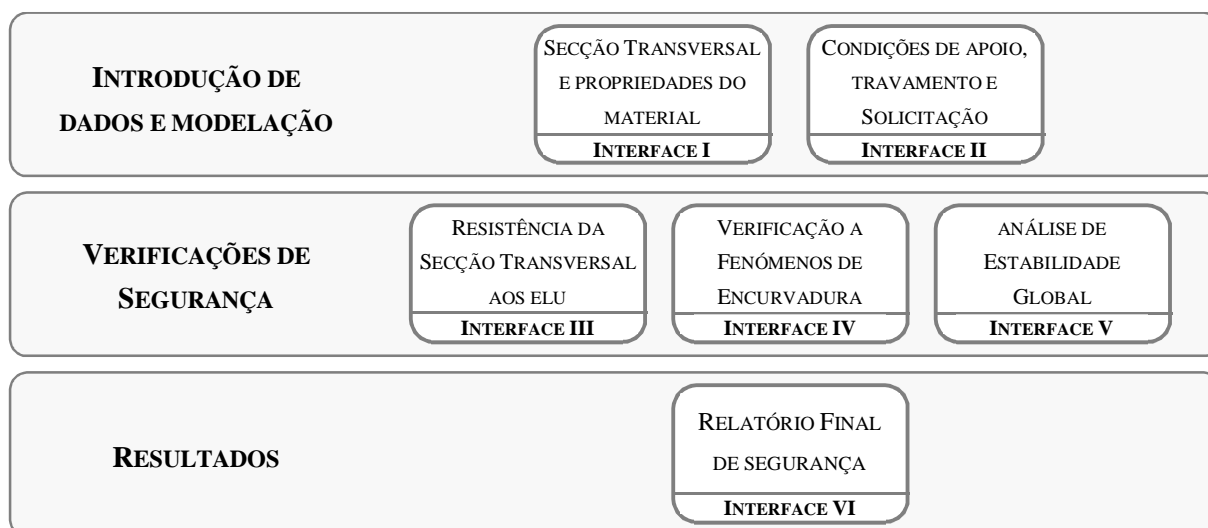 INTRODUÇÃO DE
DADOS E MODELAÇÃO
SECÇÃO TRANSVERSAL
E PROPRIEDADES DO
MATERIAL
INTERFACE I
CONDIÇÕES DE APOIO,
TRAVAMENTO E
SOLICITAÇÃO
INTERFACE II
VERIFICAÇÕES DE
SEGURANÇA
RESISTÊNCIA DA
SECÇÃO TRANSVERSAL
AOS ELU
INTERFACE III
VERIFICAÇÃO A
FENÓMENOS DE
ENCURVADURA
INTERFACE IV
ANÁLISE DE
ESTABILIDADE
GLOBAL
INTERFACE V
RESULTADOS
RELATÓRIO FINAL
DE SEGURANÇA
INTERFACE VI